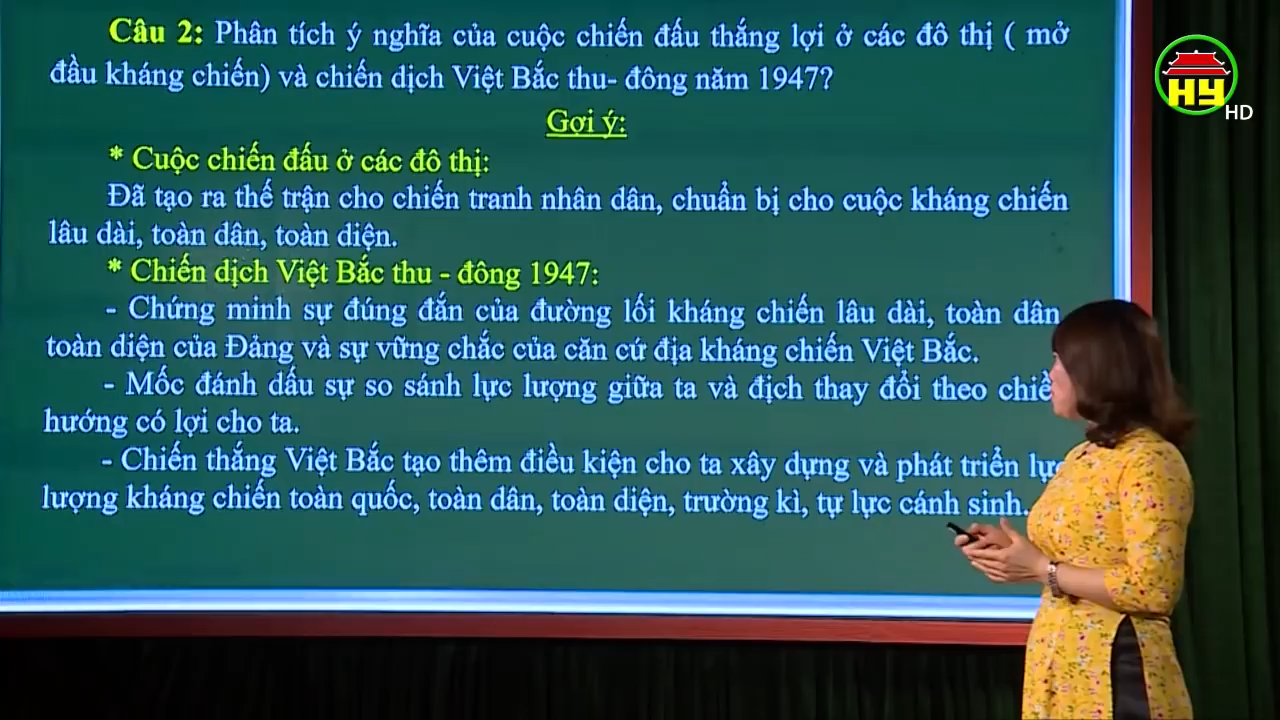 Câu 2: Phân tích ý nghĩa của cuộc chiến đấu thắng lợi ở các đô thị ( mở
đầu kháng chiến) và chiến dịch Việt Bắc thu- đông năm 1947?
Gợi ý:
* Cuộc chiến đấu ở các đô thị:
Đã tạo ra thế trận cho chiến tranh nhân dân, chuẩn bị cho cuộc kháng chiến
lâu dài, toàn dân, toàn diện.
* Chiến dịch Việt Bắc thu - đông 1947:
- Chứng minh sự đúng đắn của đường lối kháng chiến lâu dài, toàn dân
toàn diện của Đảng và sự vững chắc của căn cứ địa kháng chiến Việt Bắc.
- Mốc đánh dấu sự so sánh lực lượng giữa ta và địch thay đổi theo chiề
hướng có lợi cho ta.
- Chiến thắng Việt Bắc tạo thêm điều kiện cho ta xây dựng và phát triển lực
lượng kháng chiến toàn quốc, toàn dân, toàn diện, trường kì, tự lực cánh sinh.
HY
HD